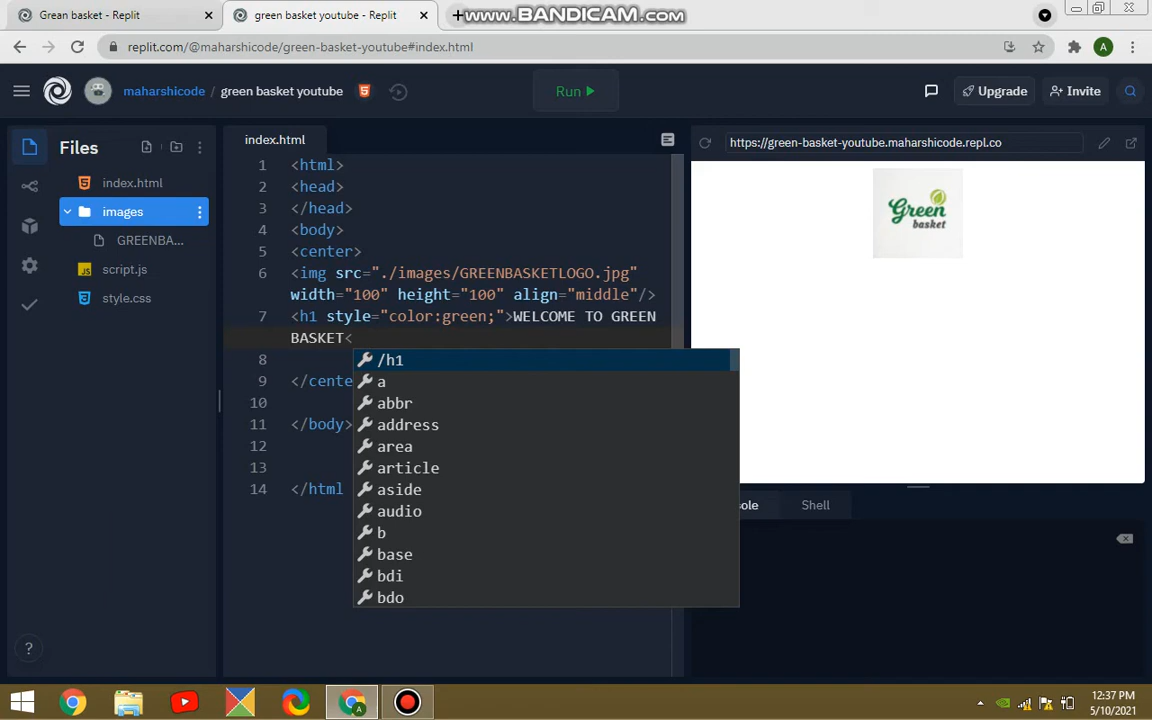 Grean basket - Replit
green basket youtube - Replit
www.BANDICAM.com
replit.com/@maharshicode/green-basket-youtube#index.html
A
maharshicode / green basket youtube
Run
Upgrade
Invite
Files
index.html
https://green-basket-youtube.maharshicode.repl.co
index.html
images
GREENBA...
script.js
style.css
1 <html>
2 <head>
3 </head>
4 <body>
5 <center>
6 <img src="./images/GREENBASKETLOGO.jpg"
width="100" height="100" align="middle"/>
7 <h1 style="color:green;">WELCOME TO GREEN
BASKET<
8
9 </cente
10
11 </body>
12
13
14 </html
/h1
a
abbr
address
area
article
aside
audio
b
base
bdi
bdo
Green
basket
ole
Shell
?
A
12:37 PM
5/10/2021